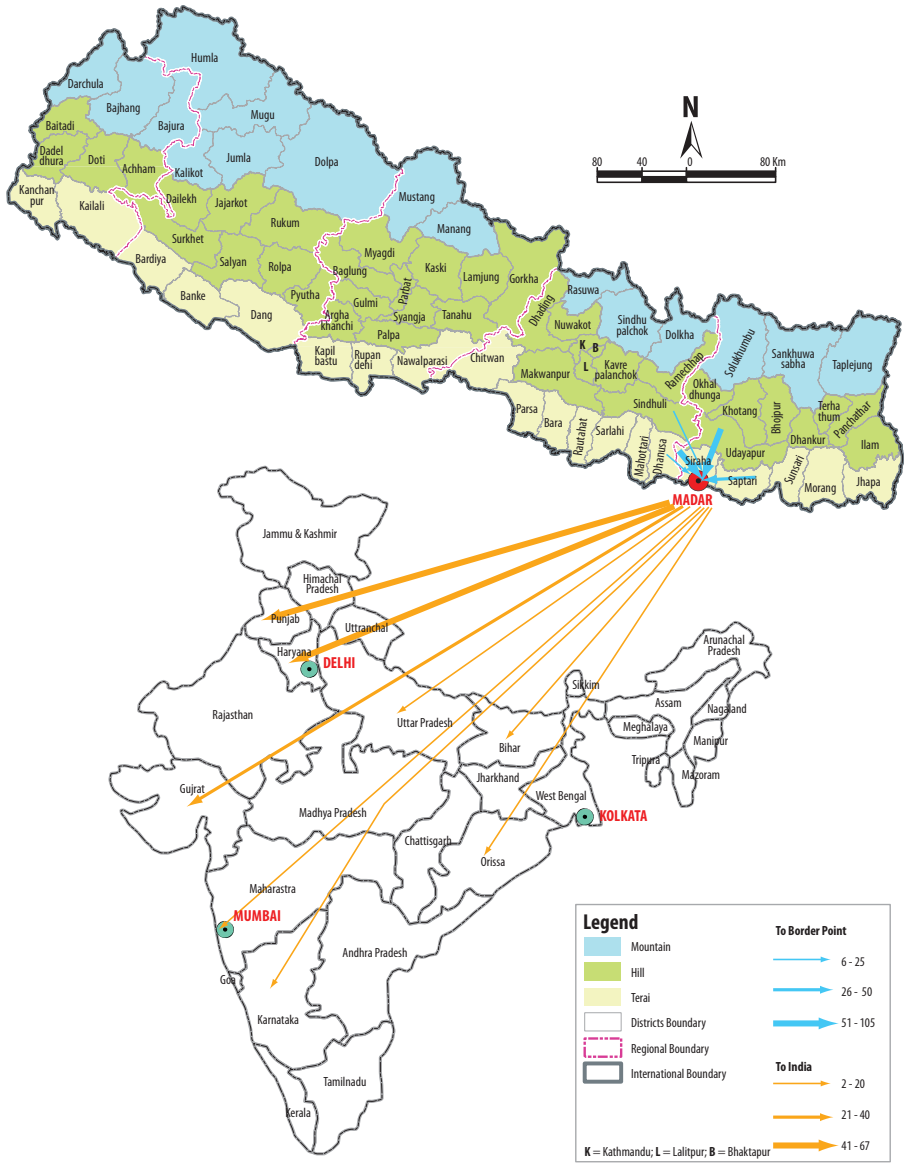 Humla
Darchula
Bajhang
Mugu
Baitadi
Bajura
Dadel
dhura
Doti
Achham
Kalikot
Jumla
Dolpa
Kanchan
pur
Kailali
Dailekh
Jajarkot
Mustang
Rukum
Manang
Surkhet
Bardiya
Salyan
Rolpa
Myagdi
Baglung
Kaski
Lamjung
Gorkha
Parbat
Banke
Pyutha
Gulmi
Dang
Argha
khanchi
Syangja
Tanahu
Palpa
Dhading
Rasuwa
Nuwakot
Sindhu
palchok
Dolkha
Solukhumbu
Sankhuwa
sabha
Taplejung
Kapil
bastu
Rupan
dehi
Nawalparasi
Chitwan
K
B
L
Kavre
palanchok
Ramechhap
Makwanpur
Okhal
dhunga
Khotang
Bhojpur
Terha
thum
Panchathar
Sindhuli
Parsa
Bara
Rautahat
Sarlahi
Mahottari
Dhanusa
Siraha
Udayapur
Dhankur
Ilam
Saptari
Sunsari
Morang
Jhapa
MADAR
N
80 40 0 80 Km
Jammu & Kashmir
Himachal
Pradesh
Punjab
Uttranchal
Haryana
DELHI
Rajasthan
Uttar Pradesh
Bihar
Sikkim
Arunachal
Pradesh
Assam
Nagaland
Meghalaya
Manipur
Tripura
Mazoram
Gujrat
Madhya Pradesh
Jharkhand
West Bengal
KOLKATA
Chattisgarh
Orissa
Maharastra
MUMBAI
Andhra Pradesh
Goa
Karnataka
Tamilnadu
Kerala
Legend
Mountain
Hill
Terai
Districts Boundary
Regional Boundary
International Boundary
K = Kathmandu; L = Lalitpur; B = Bhaktapur
To Border Point
6 - 25
26 - 50
51 - 105
To India
2 - 20
21 - 40
41 - 67